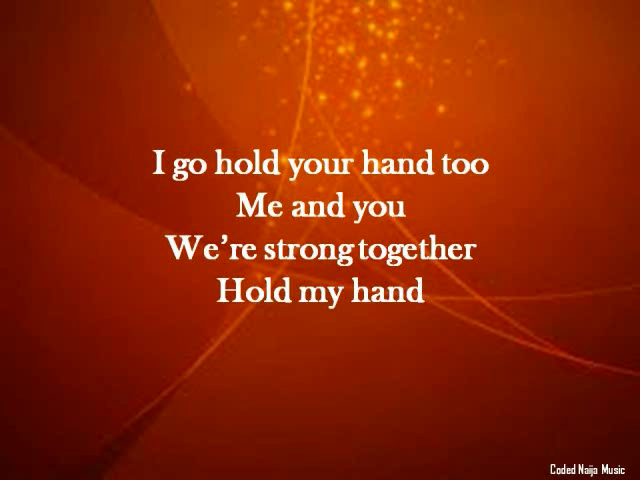 I go hold your hand too
Me and you
We're strong together
Hold my hand
Coded Naija Music